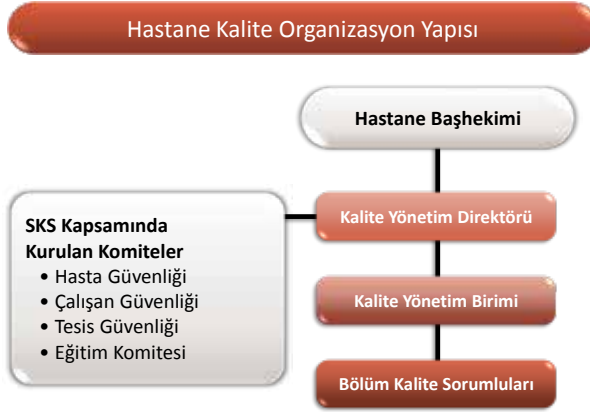 Hastane Kalite Organizasyon Yapısı
Hastane Başhekimi
Kalite Yönetim Direktörü
SKS Kapsamında
Kurulan Komiteler
• Hasta Güvenliği
• Çalışan Güvenliği
• Tesis Güvenliği
• Eğitim Komitesi
Kalite Yönetim Birimi
Bölüm Kalite Sorumluları